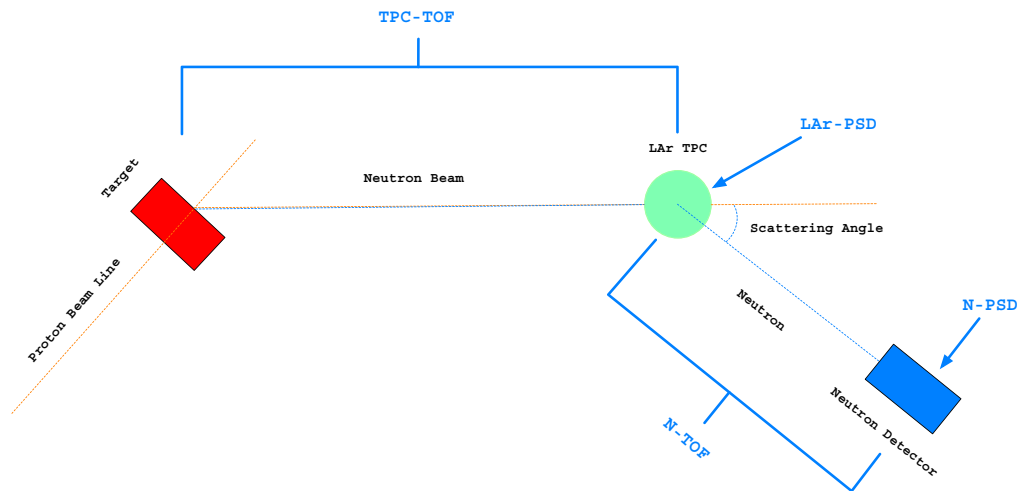 TPC-TOF
LAr-PSD
LAr TPC
Target
Neutron Beam
Scattering Angle
Proton Beam Line
Neutron
N-PSD
N-TOF
Neutron Detector